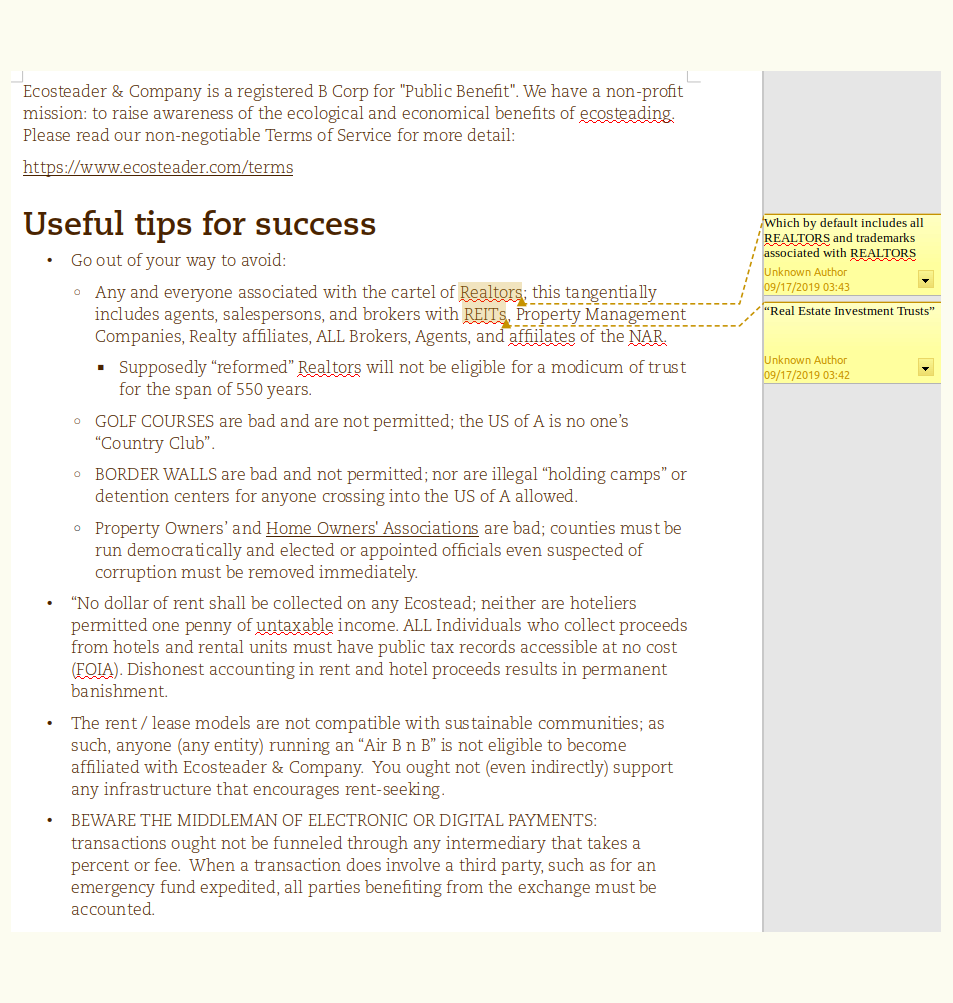 Ecosteader & Company is a registered B Corp for "Public Benefit". We have a non-profit
mission: to raise awareness of the ecological and economical benefits of ecosteading.
Please read our non-negotiable Terms of Service for more detail:
https://www.ecosteader.com/terms
Useful tips for success
• Go out of your way to avoid:
○ Any and everyone associated with the cartel of Realtors; this tangentially
includes agents, salespersons, and brokers with REITs, Property Management
Companies, Realty affiliates, ALL Brokers, Agents, and affiilates of the NAR.
▪ Supposedly “reformed” Realtors will not be eligible for a modicum of trust
for the span of 550 years.
○ GOLF COURSES are bad and are not permitted; the US of A is no one’s
“Country Club”.
○ BORDER WALLS are bad and not permitted; nor are illegal “holding camps” or
detention centers for anyone crossing into the US of A allowed.
○ Property Owners’ and Home Owners' Associations are bad; counties must be
run democratically and elected or appointed officials even suspected of
corruption must be removed immediately.
• “No dollar of rent shall be collected on any Ecostead; neither are hoteliers
permitted one penny of untaxable income. ALL Individuals who collect proceeds
from hotels and rental units must have public tax records accessible at no cost
(FOIA). Dishonest accounting in rent and hotel proceeds results in permanent
banishment.
• The rent / lease models are not compatible with sustainable communities; as
such, anyone (any entity) running an “Air B n B” is not eligible to become
affiliated with Ecosteader & Company.  You ought not (even indirectly) support
any infrastructure that encourages rent-seeking.
• BEWARE THE MIDDLEMAN OF ELECTRONIC OR DIGITAL PAYMENTS:
transactions ought not be funneled through any intermediary that takes a
percent or fee.  When a transaction does involve a third party, such as for an
emergency fund expedited, all parties benefiting from the exchange must be
accounted.
Which by default includes all
REALTORS and trademarks
associated with REALTORS
Unknown Author
09/17/2019 03:43
“Real Estate Investment Trusts”
Unknown Author
09/17/2019 03:42